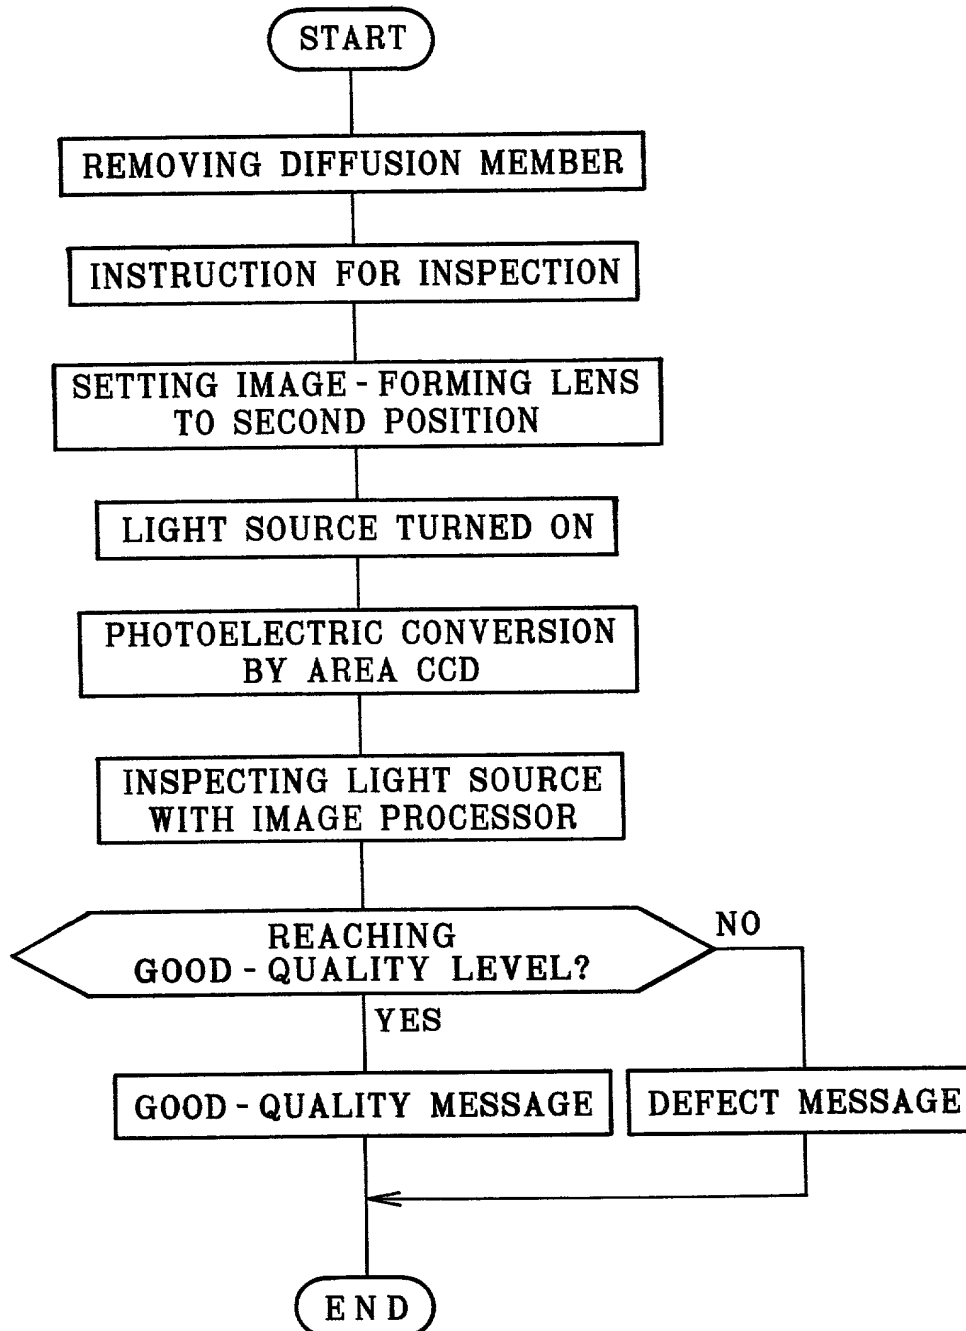 START
REMOVING DIFFUSION MEMBER
INSTRUCTION FOR INSPECTION
SETTING IMAGE-FORMING LENS
TO SECOND POSITION
LIGHT SOURCE TURNED ON
PHOTOELECTRIC CONVERSION
BY AREA CCD
INSPECTING LIGHT SOURCE
WITH IMAGE PROCESSOR
REACHING
GOOD-QUALITY LEVEL?
NO
YES
GOOD-QUALITY MESSAGE
DEFECT MESSAGE
END